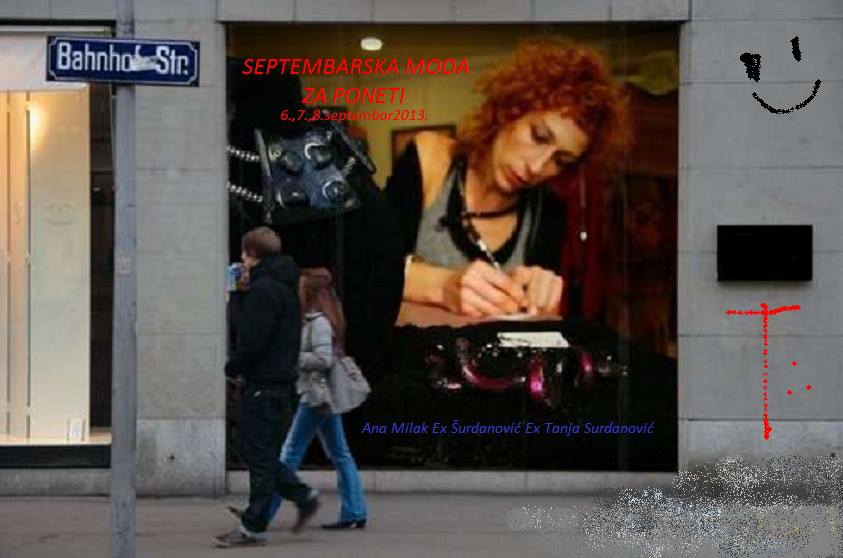 Bahnhof Str.
SEPTEMBARSKA MODA
ZA PONETI
6.,7.,8.septembar2013.
Ana Milak Ex Šurdanović Ex Tanja Surdanović
T